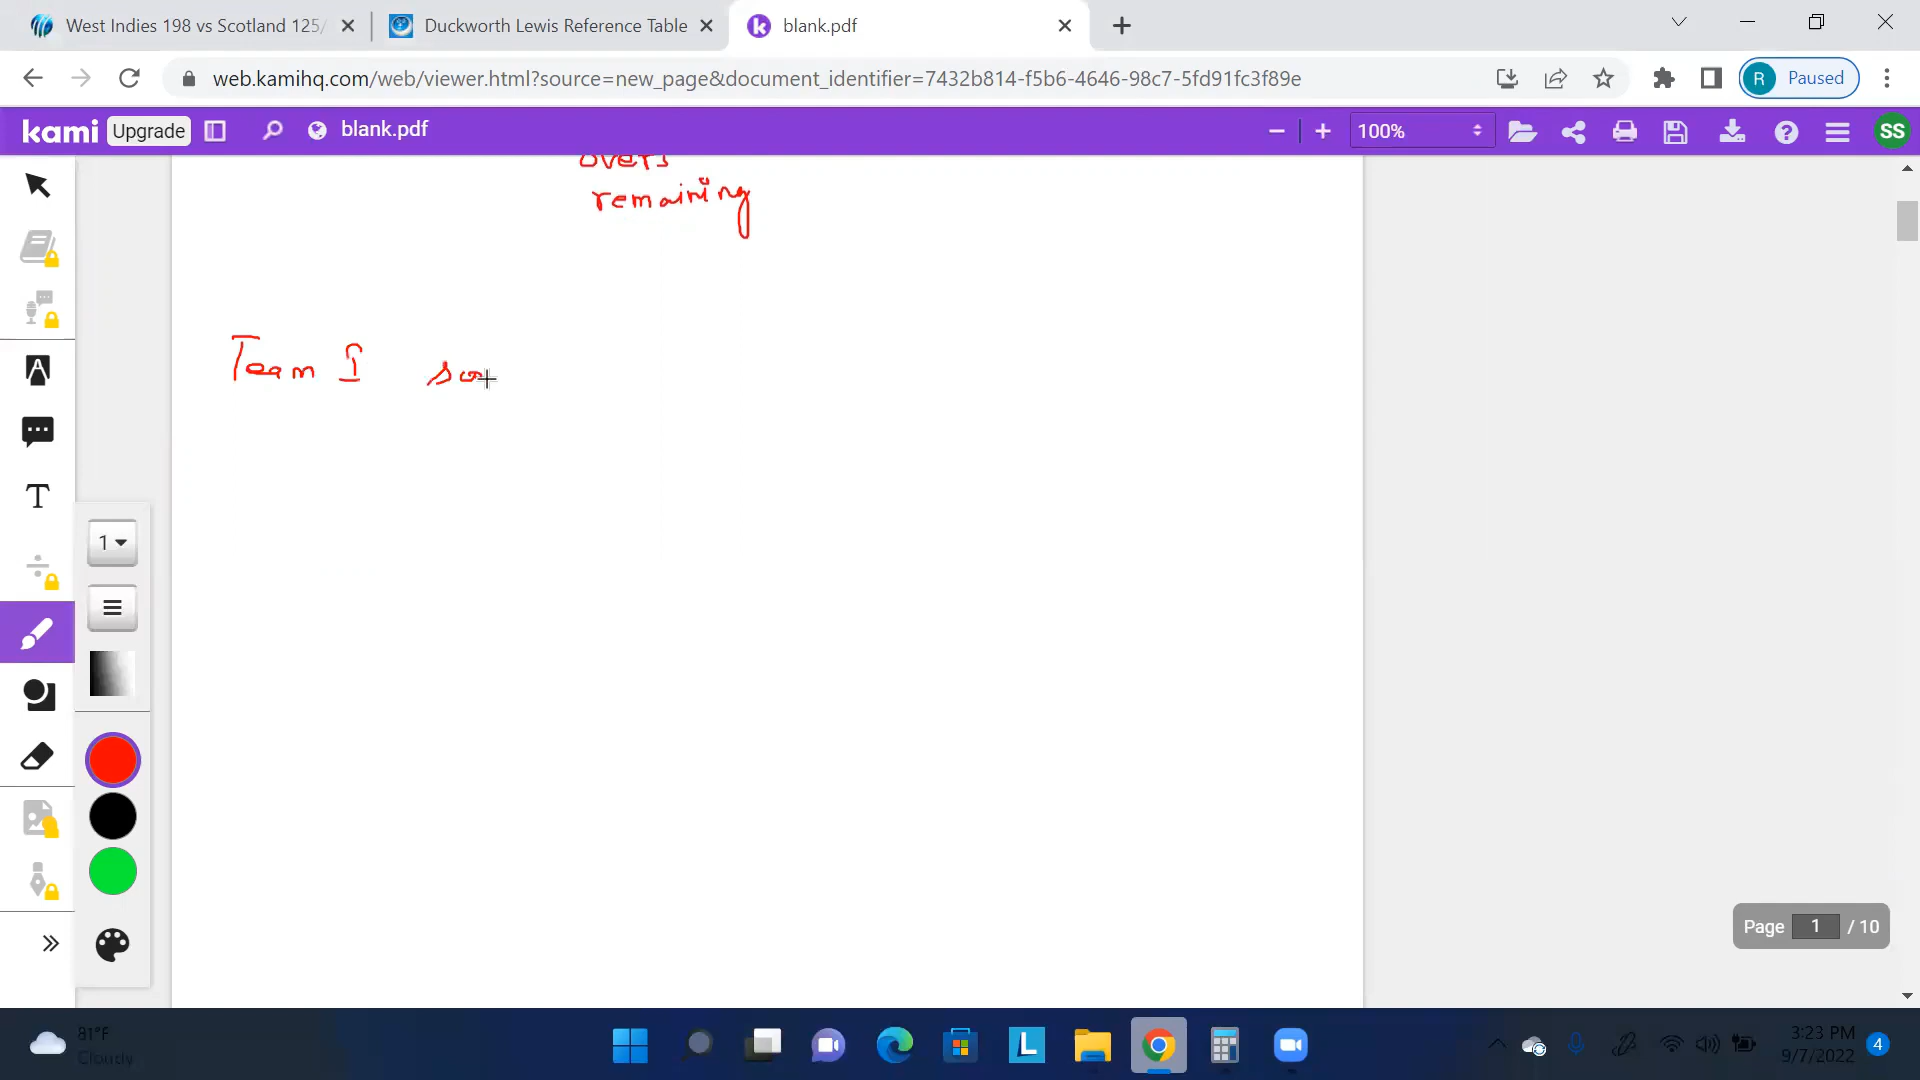 West Indies 198 vs Scotland 125/
Duckworth Lewis Reference Table
blank.pdf
web.kamihq.com/web/viewer.html?source=new_page&document_identifier=7432b814-f5b6-4646-98c7-5fd91fc3f89e
R Paused
kami Upgrade
blank.pdf
100%
SS
overs
remaining
Team I
T
1
Page 1 / 10
L
81°F
Cloudy
3:23 PM
9/7/2022
4